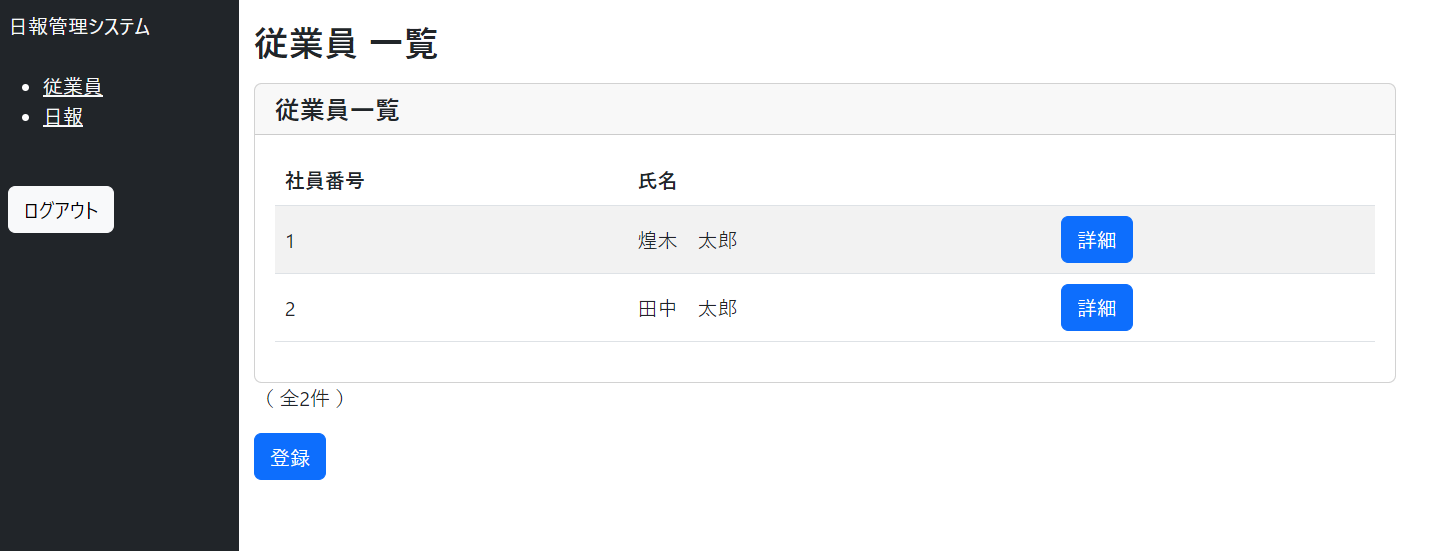 日報管理システム
従業員
日報
ログアウト
従業員 一覧
従業員一覧
社員番号 氏名
1 煌木　太郎 詳細
2 田中　太郎 詳細
（ 全2件 ）
登録